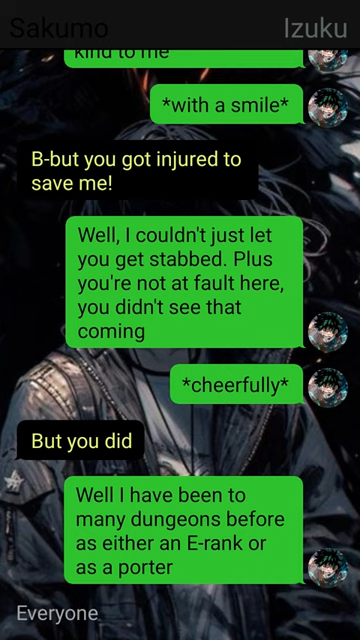 Sakumo Izuku
kind to me
*with a smile*
B-but you got injured to
save me!
Well, I couldn't just let
you get stabbed. Plus
you're not at fault here,
you didn't see that
coming
*cheerfully*
But you did
Well I have been to
many dungeons before
as either an E-rank or
as a porter
Everyone